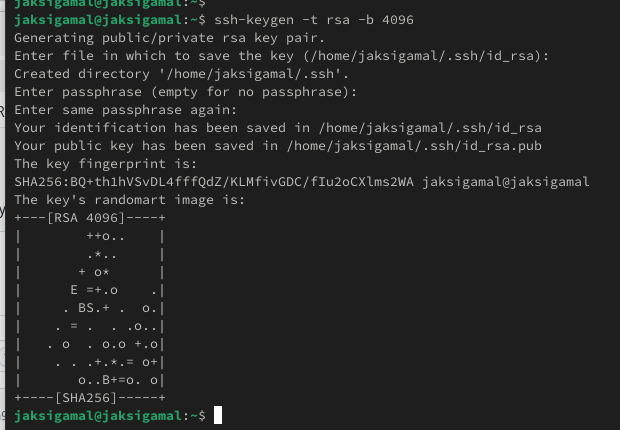 jaksigamal@jaksigamal:~$
jaksigamal@jaksigamal:~$ ssh-keygen -t rsa -b 4096
Generating public/private rsa key pair.
Enter file in which to save the key (/home/jaksigamal/.ssh/id_rsa):
Created directory '/home/jaksigamal/.ssh'.
Enter passphrase (empty for no passphrase):
Enter same passphrase again:
Your identification has been saved in /home/jaksigamal/.ssh/id_rsa
Your public key has been saved in /home/jaksigamal/.ssh/id_rsa.pub
The key fingerprint is:
SHA256:BQ+th1hVSvDL4fffQdZ/KLMfivGDC/fIu2oCXlms2WA jaksigamal@jaksigamal
The key's randomart image is:
+---[RSA 4096]----+
|        ++o..    |
|        .*..     |
|       + o*      |
|      E =+.o    .|
|     . BS.+ .  o.|
|    . = .  . .o..|
|   . o  . o.o +.o|
|    . . .+.*.= o+|
|       o..B+=o. o|
+----[SHA256]-----+
jaksigamal@jaksigamal:~$